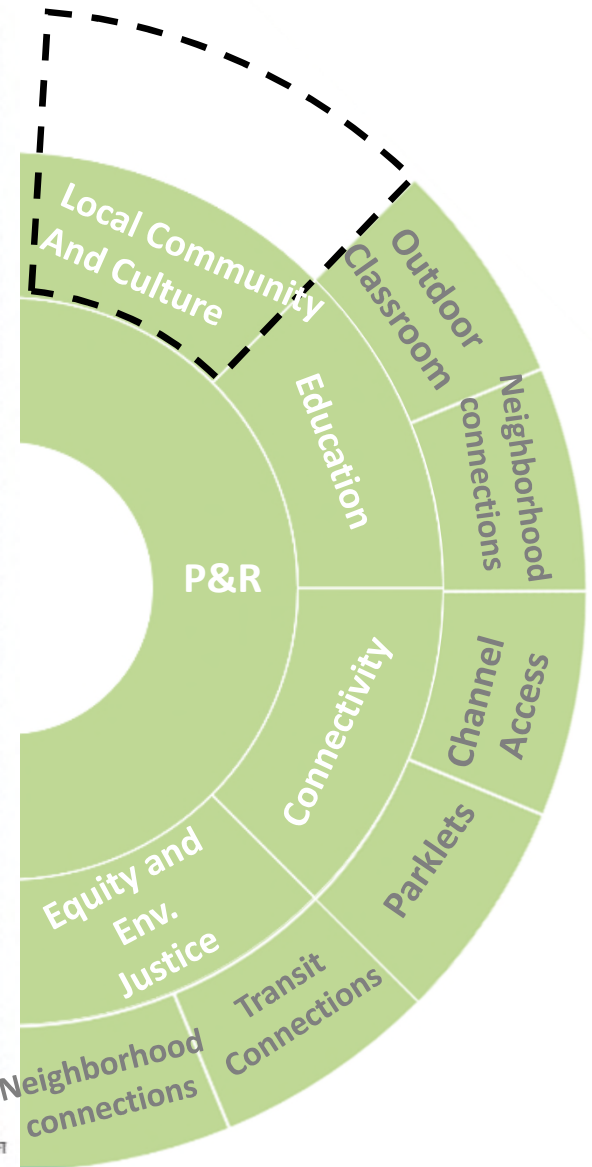 Local Community
And Culture
Outdoor
Classroom
Education
Neighborhood
connections
P&R
Connectivity
Channel
Access
Parklets
Equity and
Env.
Justice
Transit
Connections
Neighborhood
connections